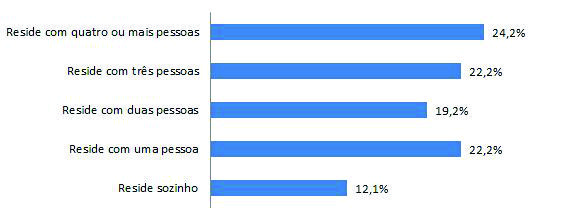 Reside com quatro ou mais pessoas 24,2%
Reside com três pessoas 22,2%
Reside com duas pessoas 19,2%
Reside com uma pessoa 22,2%
Reside sozinho 12,1%